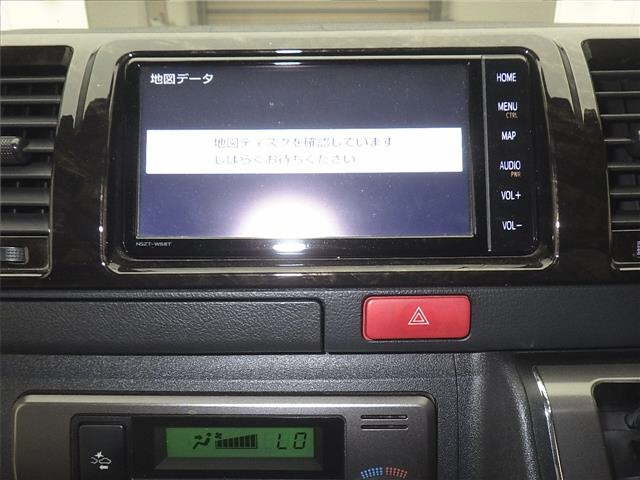 地図データ
HOME
MENU
CTRL
MAP
地図ディスクを確認しています
しばらくお待ちください
AUDIO
PWR
VOL+
VOL-
NSZT-W68T
LO